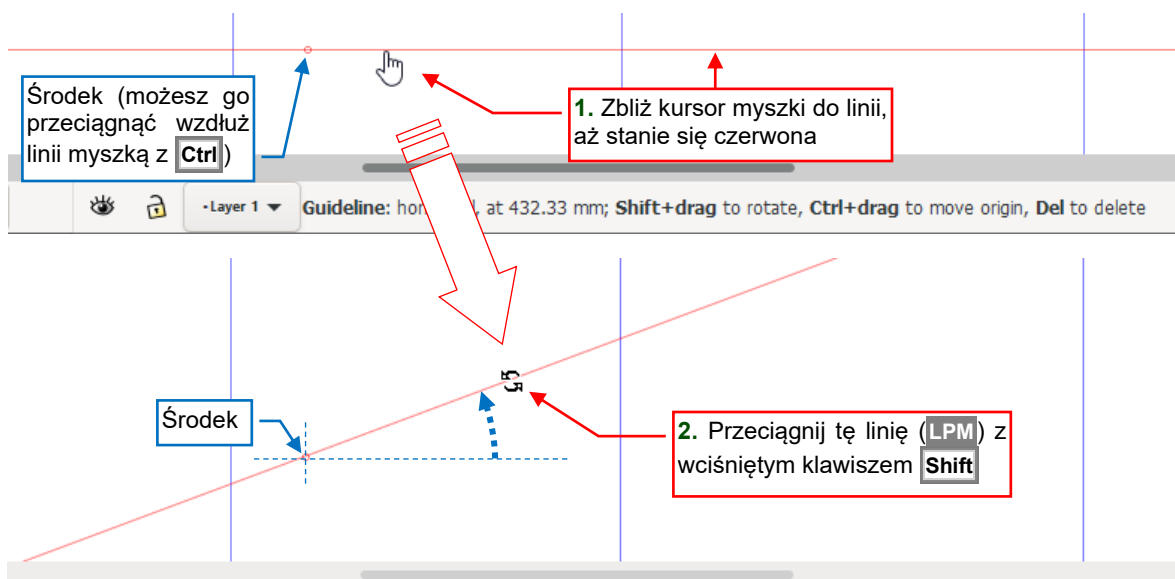 Środek (możesz go
przeciągnąć wzdłuż
linii myszką z Ctrl)
1. Zbliż kursor myszki do linii,
aż stanie się czerwona
Layer 1 Guideline: hor at 432.33 mm; Shift+drag to rotate, Ctrl+drag to move origin, Del to delete
Środek
2. Przeciągnij tę linię (LPM) z
wciśniętym klawiszem Shift